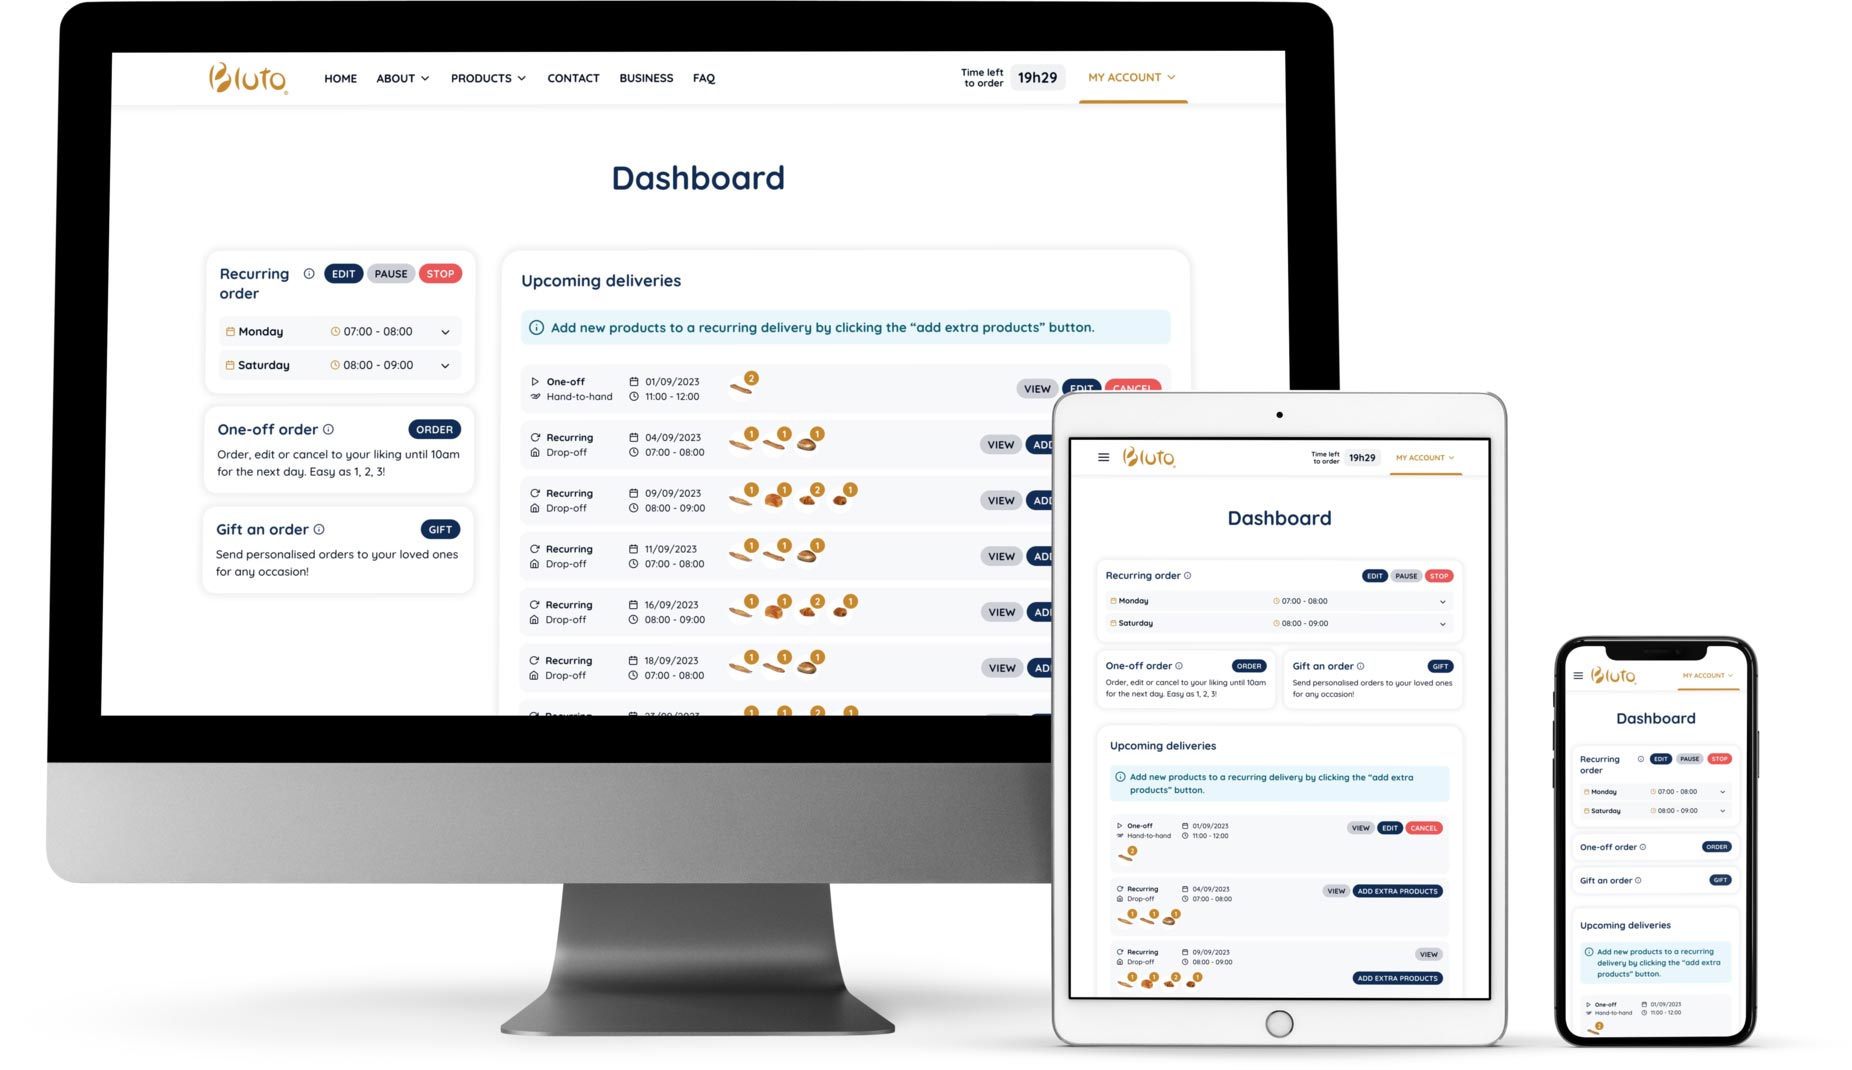 Bluto
HOME ABOUT PRODUCTS CONTACT BUSINESS FAQ
Time left
to order
19h29
MY ACCOUNT
Dashboard
Recurring
order
EDIT PAUSE STOP
Monday 07:00 - 08:00
Saturday 08:00 - 09:00
One-off order ORDER
Order, edit or cancel to your liking until 10am
for the next day. Easy as 1, 2, 3!
Gift an order GIFT
Send personalised orders to your loved ones
for any occasion!
Upcoming deliveries
Add new products to a recurring delivery by clicking the “add extra products” button.
One-off 01/09/2023 2
Hand-to-hand 11:00 - 12:00
VIEW EDIT CANCEL
Recurring 04/09/2023 1 1 1
Drop-off 07:00 - 08:00
VIEW ADD
Recurring 09/09/2023 1 1 2 1
Drop-off 08:00 - 09:00
VIEW ADD
Recurring 11/09/2023 1 1 1
Drop-off 07:00 - 08:00
VIEW ADD
Recurring 16/09/2023 1 1 2 1
Drop-off 08:00 - 09:00
VIEW ADD
Recurring 18/09/2023 1 1 1
Drop-off 07:00 - 08:00
VIEW ADD
Recurring 23/09/2023 1 1 2 1
Bluto
Time left
to order
19h29
MY ACCOUNT
Dashboard
Recurring order EDIT PAUSE STOP
Monday 07:00 - 08:00
Saturday 08:00 - 09:00
One-off order ORDER
Order, edit or cancel to your liking until 10am
for the next day. Easy as 1, 2, 3!
Gift an order GIFT
Send personalised orders to your loved ones
for any occasion!
Upcoming deliveries
Add new products to a recurring delivery by clicking the “add extra
products” button.
One-off 01/09/2023 VIEW EDIT CANCEL
Hand-to-hand 11:00 - 12:00
2
Recurring 04/09/2023 VIEW ADD EXTRA PRODUCTS
Drop-off 07:00 - 08:00
1 1 1
Recurring 09/09/2023 VIEW
Drop-off 08:00 - 09:00
1 1 2 1 ADD EXTRA PRODUCTS
Bluto
MY ACCOUNT
Dashboard
Recurring
order
EDIT PAUSE STOP
Monday 07:00 - 08:00
Saturday 08:00 - 09:00
One-off order ORDER
Gift an order GIFT
Upcoming deliveries
Add new products to a recurring
delivery by clicking the “add extra
products” button.
One-off 01/09/2023
Hand-to-hand 11:00 - 12:00
2